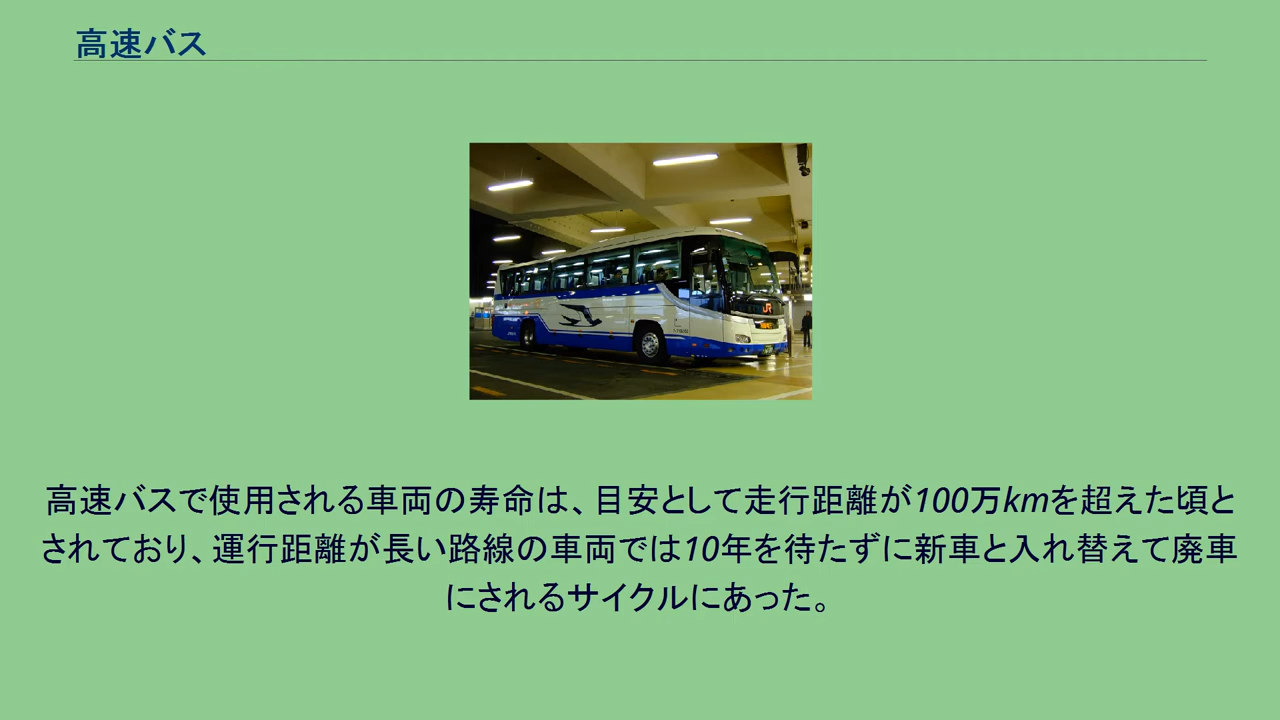 高速バス
JR
高速バスで使用される車両の寿命は、目安として走行距離が100万kmを超えた頃と
されており、運行距離が長い路線の車両では10年を待たずに新車と入れ替えて廃車
にされるサイクルにあった。